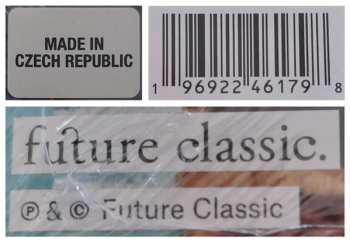 MADE IN
CZECH REPUBLIC
1 96922 46179 8
future classic.
℗ & © Future Classic